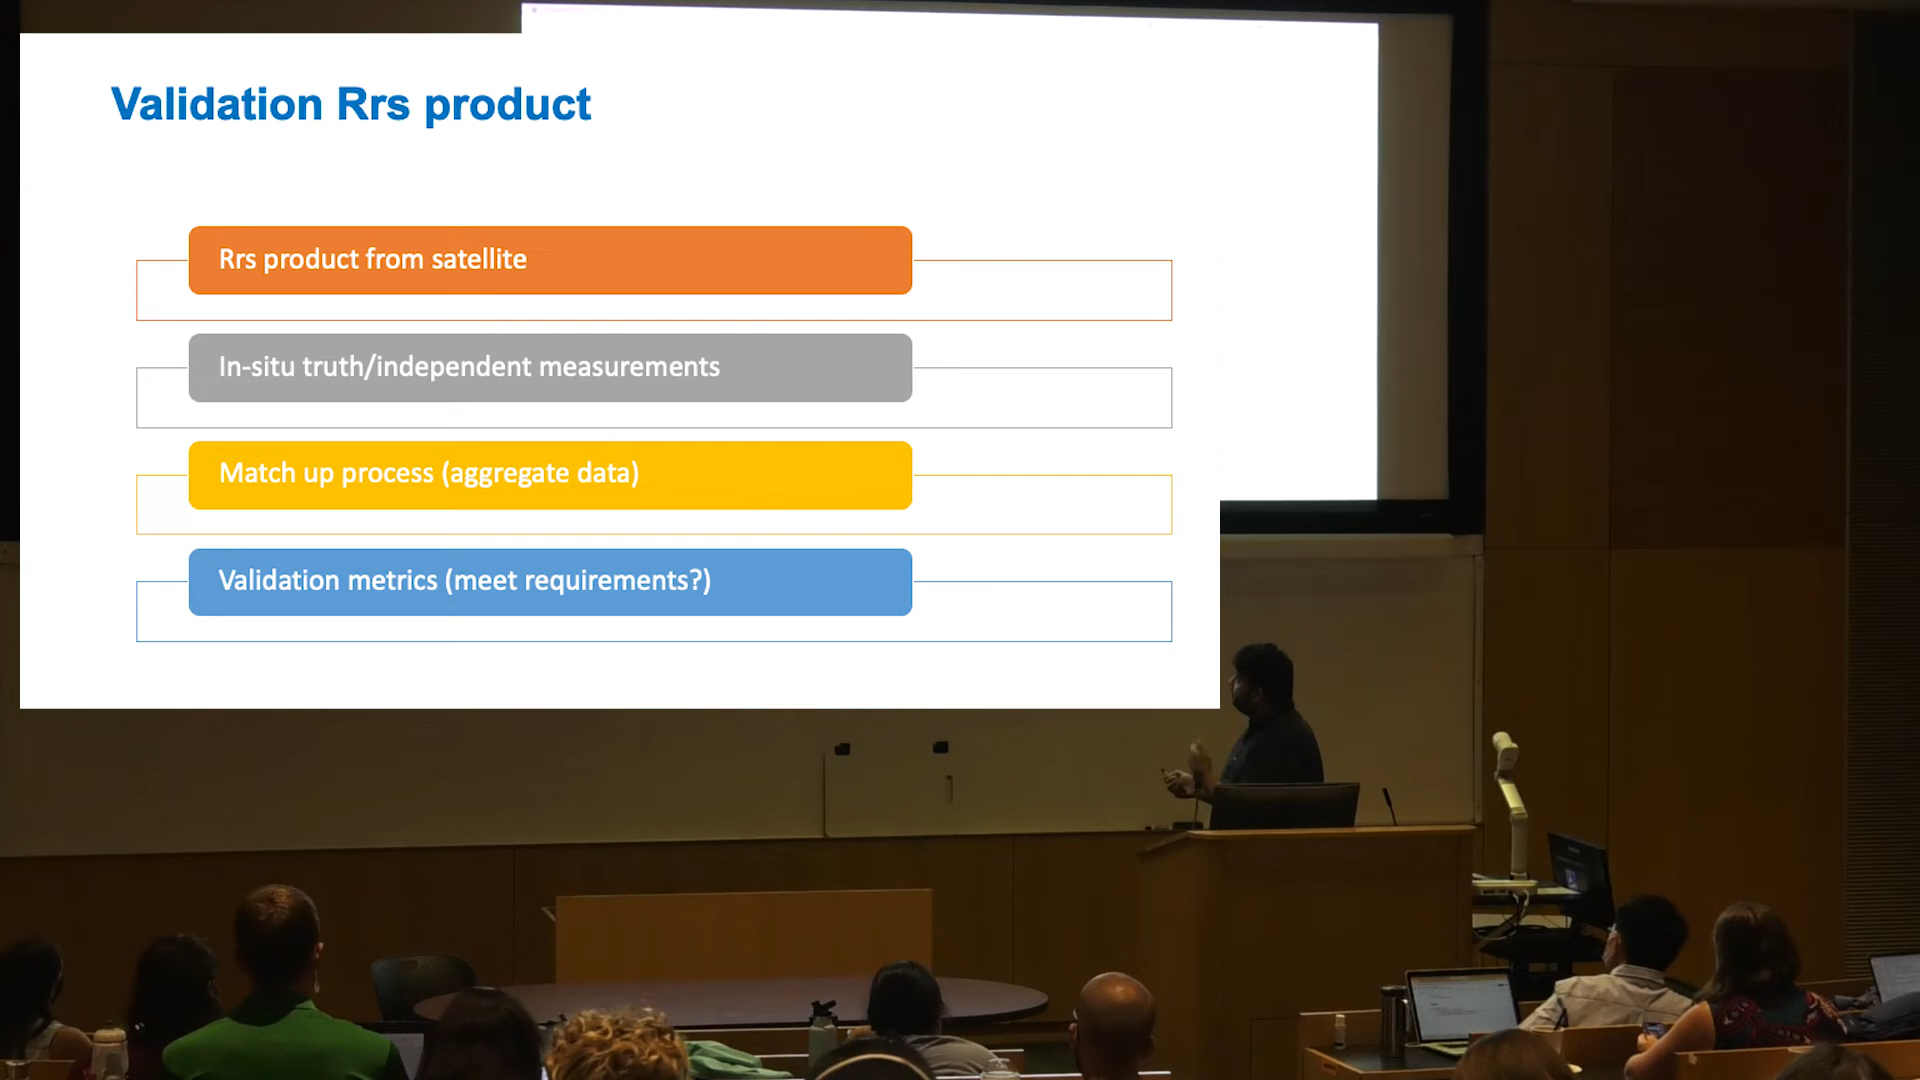 Validation Rrs product
Rrs product from satellite
In-situ truth/independent measurements
Match up process (aggregate data)
Validation metrics (meet requirements?)